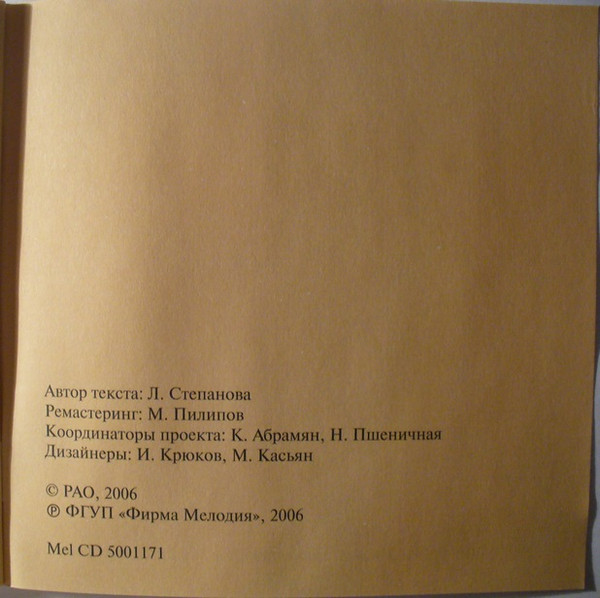 Автор текста: Л. Степанова
Ремастеринг: М. Пилипов
Координаторы проекта: К. Абрамян, Н. Пшеничная
Дизайнеры: И. Крюков, М. Касьян
© РАО, 2006
℗ ФГУП «Фирма Мелодия», 2006
Mel CD 5001171